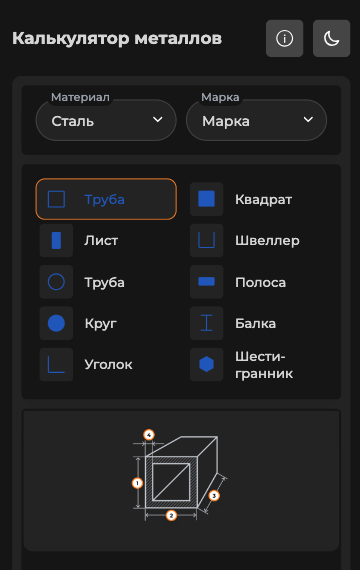 Калькулятор металлов
Материал
Марка
Сталь
Марка
Труба
Квадрат
Лист
Швеллер
Труба
Полоса
Круг
Балка
Уголок
Шести-
гранник
4
1
3
2